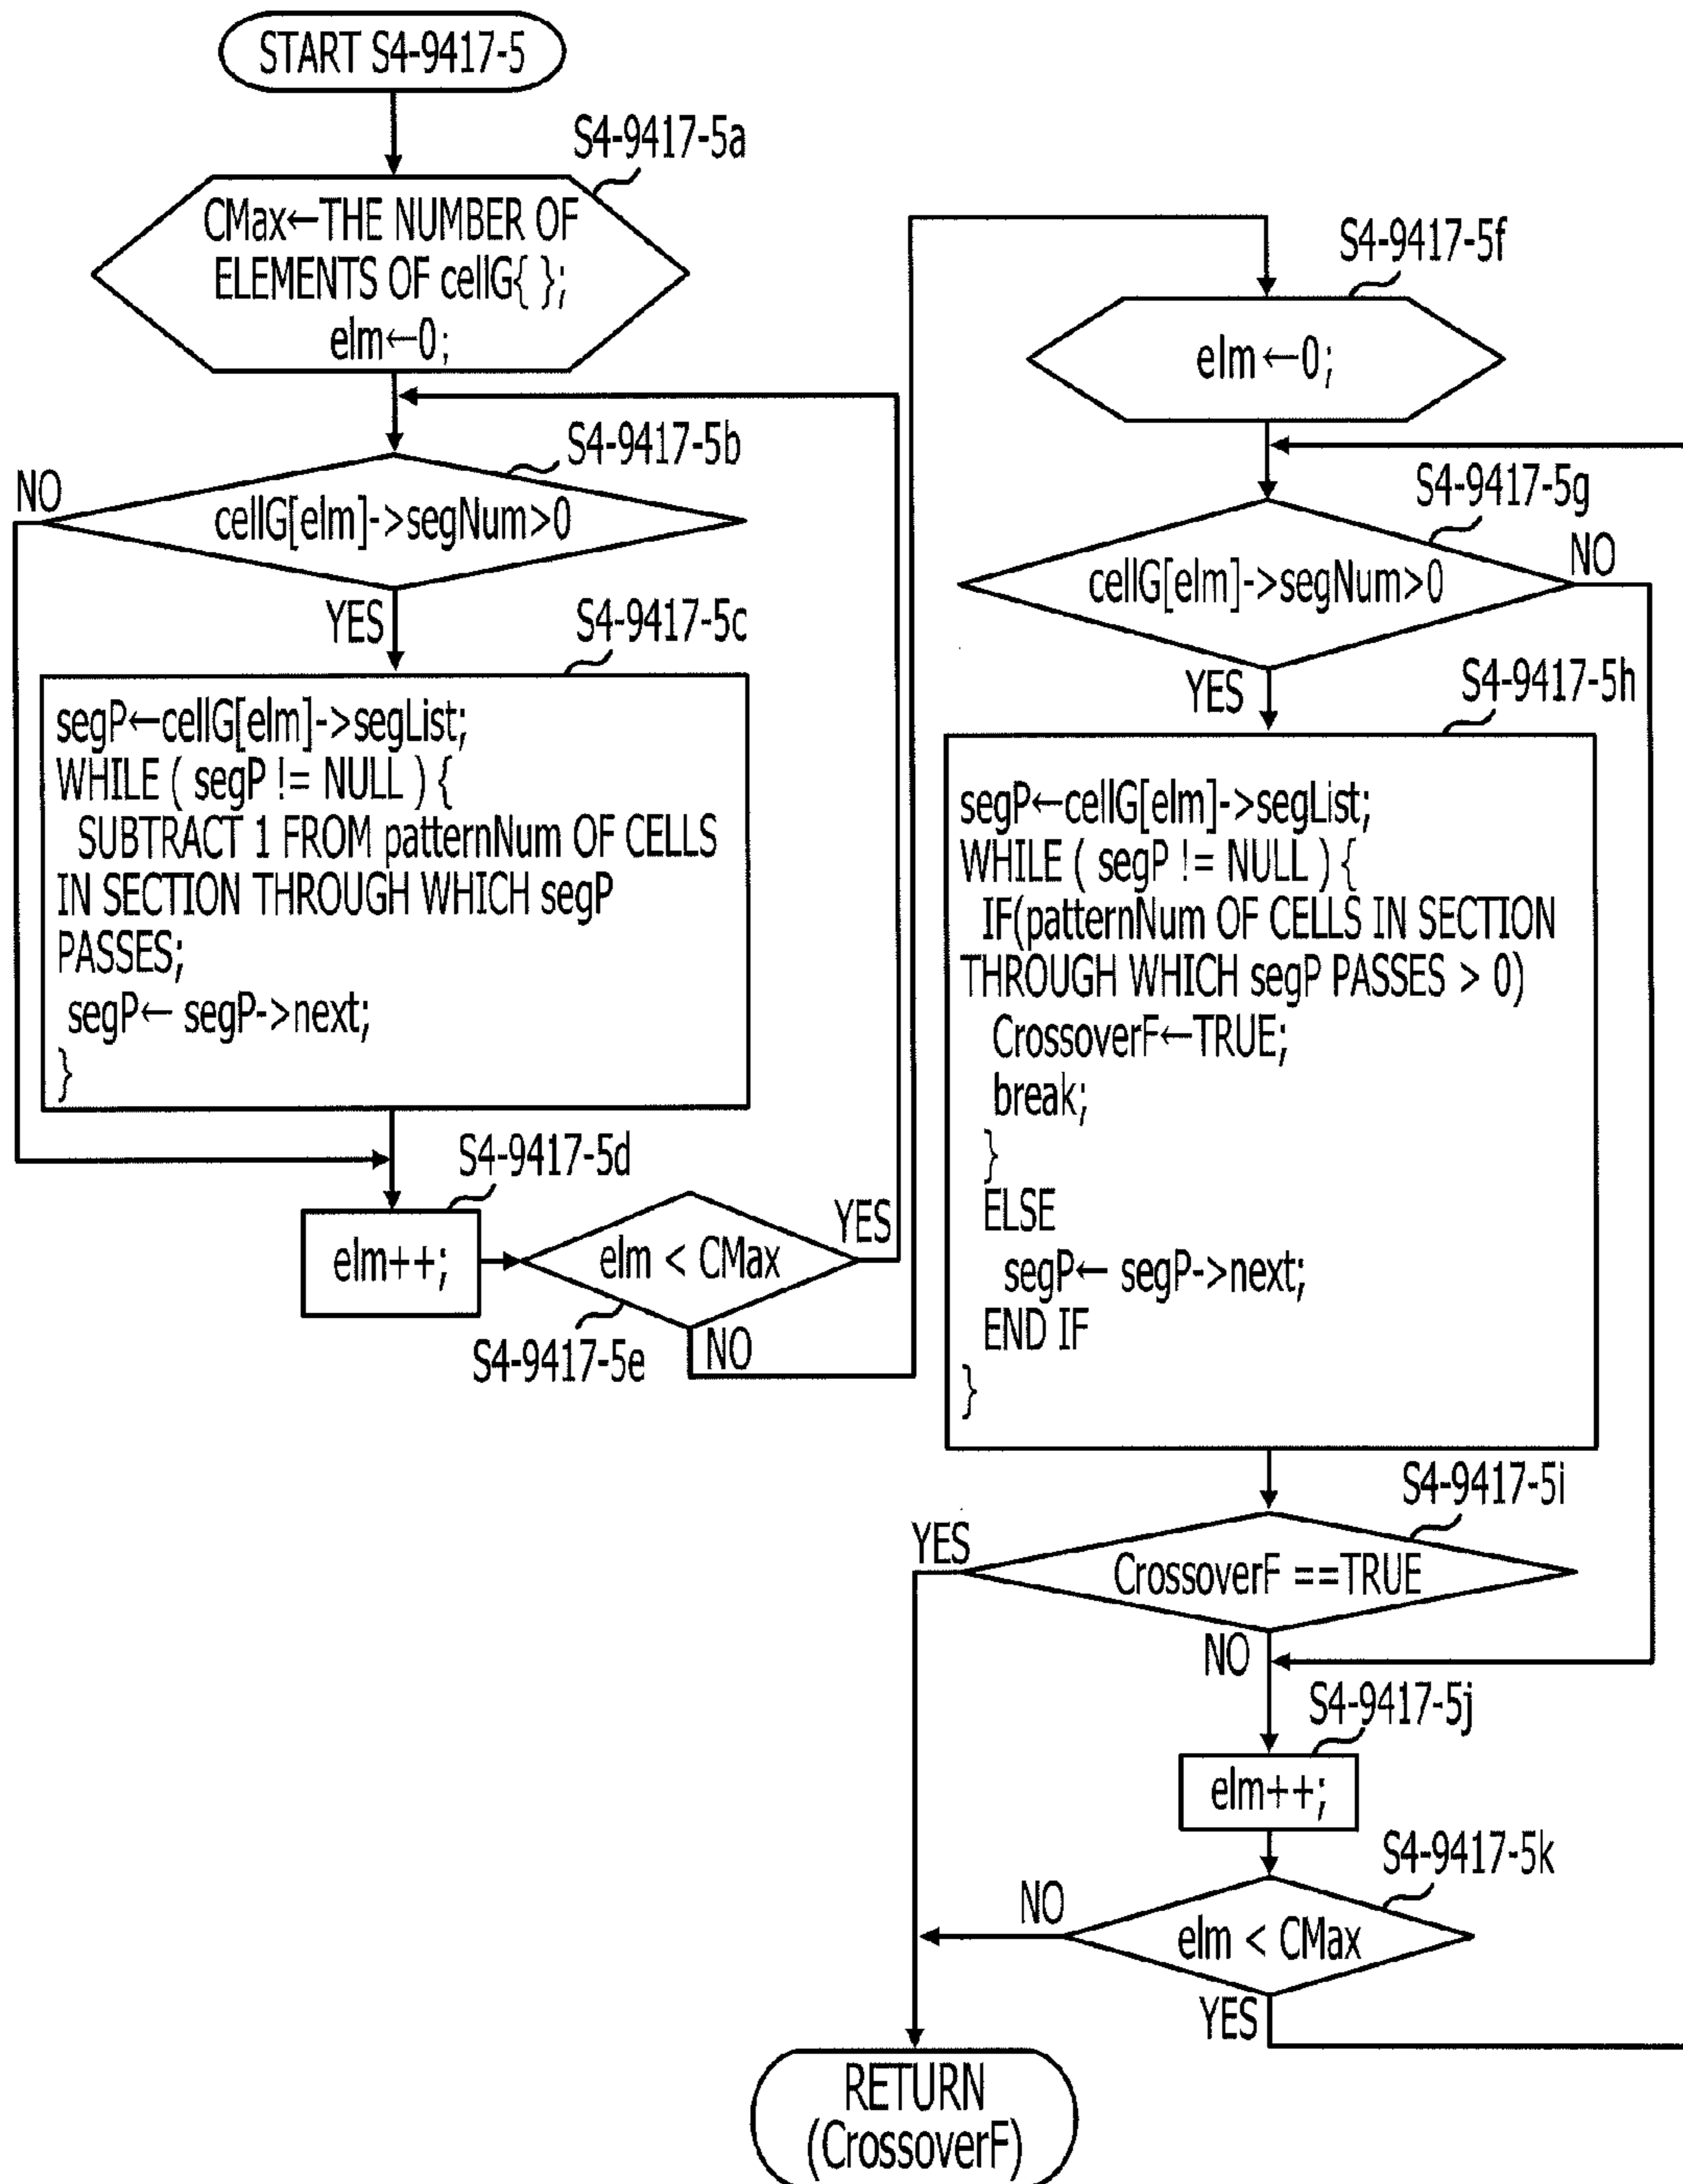 START S4-9417-5
S4-9417-5a
CMax←THE NUMBER OF
ELEMENTS OF cellG{ };
elm←0;
S4-9417-5b
NO
cellG[elm]->segNum>0
YES
S4-9417-5c
segP←cellG[elm]->segList;
WHILE ( segP != NULL ) {
SUBTRACT 1 FROM patternNum OF CELLS
IN SECTION THROUGH WHICH segP
PASSES;
segP← segP->next;
}
S4-9417-5d
elm++;
YES
elm < CMax
S4-9417-5e
NO
S4-9417-5f
elm←0;
S4-9417-5g
NO
cellG[elm]->segNum>0
YES
S4-9417-5h
segP←cellG[elm]->segList;
WHILE ( segP != NULL ) {
IF(patternNum OF CELLS IN SECTION
THROUGH WHICH segP PASSES > 0)
CrossoverF←TRUE;
break;
}
ELSE
segP← segP->next;
END IF
}
S4-9417-5i
YES
CrossoverF ==TRUE
NO
S4-9417-5j
elm++;
S4-9417-5k
NO
elm < CMax
YES
RETURN
(CrossoverF)